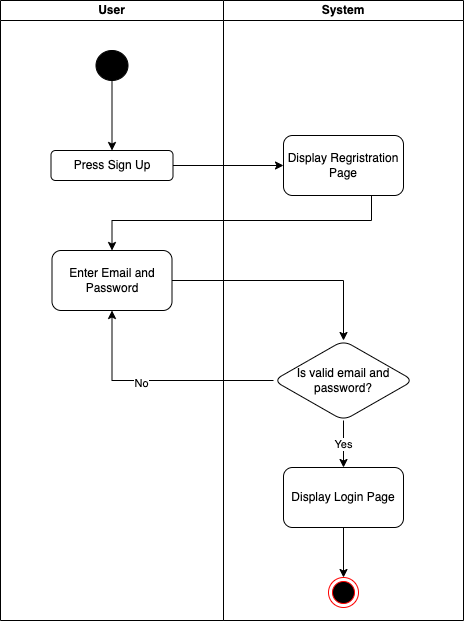 User
System
Press Sign Up
Display Regristration
Page
Enter Email and
Password
Is valid email and
password?
No
Yes
Display Login Page